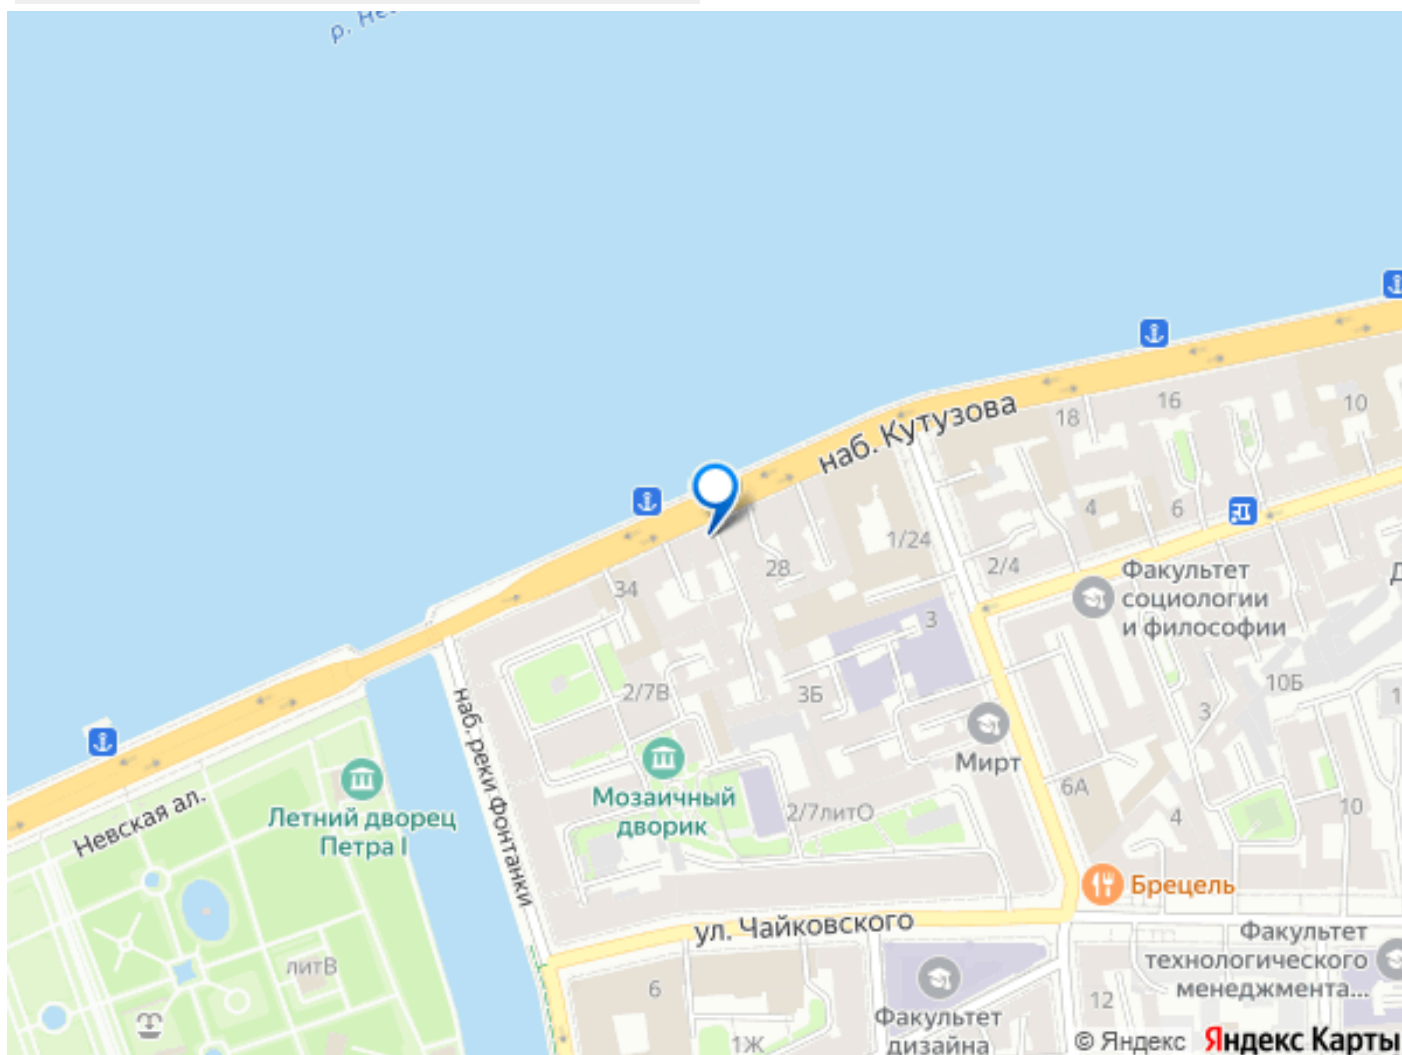 р. Не
наб. Кутузова
10
16
18
4
6
1/24
2/4
28
34
Факультет
социологии
и философии
3
2/7В
3Б
10Б
3
наб. реки Фонтанки
Мирт
Мозаичный
дворик
6А
Летний дворец
Петра I
Невская ал.
2/7литО
4
10
Брецель
ул. Чайковского
Факультет
технологического
менеджмента...
литВ
6
12
Факультет
дизайна
1Ж
© Яндекс Яндекс Карты